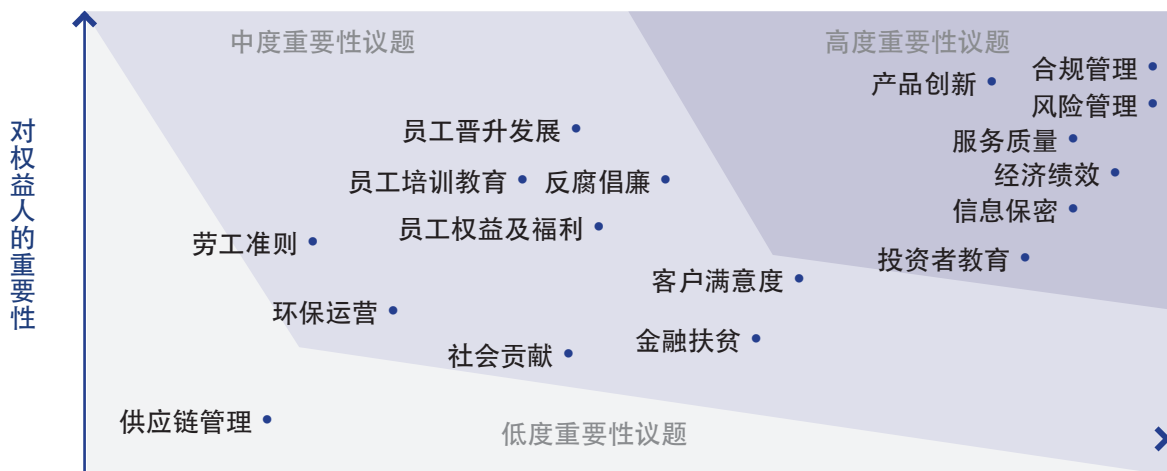 中度重要性议题
高度重要性议题
合规管理
产品创新
风险管理
员工晋升发展
服务质量
经济绩效
员工培训教育
反腐倡廉
信息保密
员工权益及福利
劳工准则
投资者教育
客户满意度
环保运营
金融扶贫
社会贡献
供应链管理
低度重要性议题
对权益人的重要性